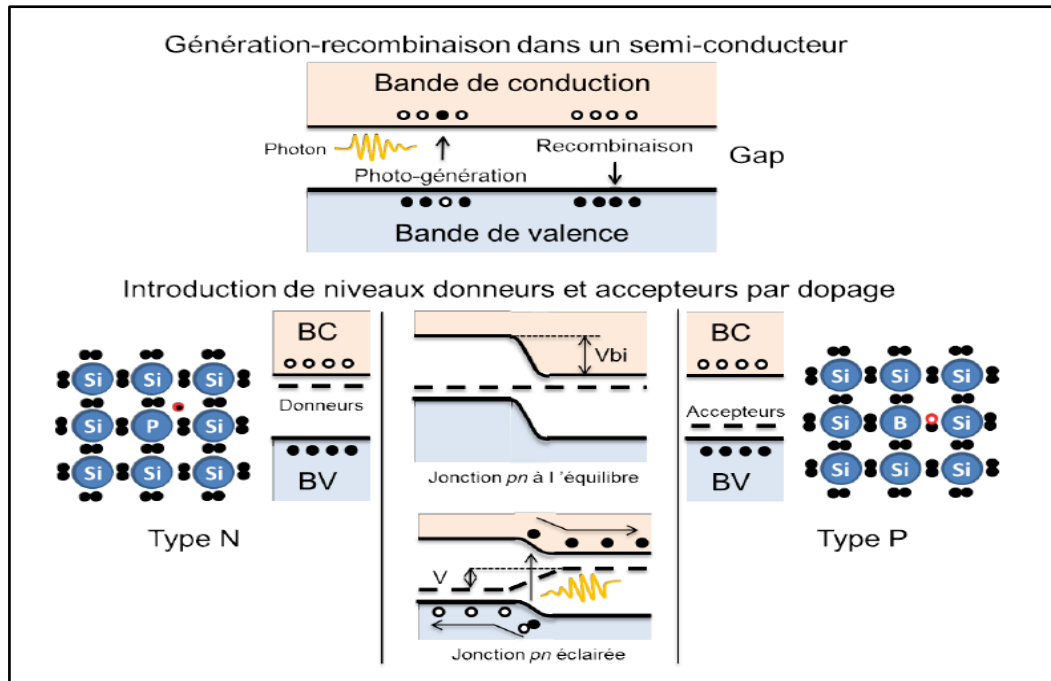 Génération-recombinaison dans un semi-conducteur
Bande de conduction
Photon
Photo-génération
Recombinaison
Gap
Bande de valence
Introduction de niveaux donneurs et accepteurs par dopage
Si Si Si
Si P Si
Si Si Si
Type N
BC
Donneurs
BV
Vbi
Jonction pn à l 'équilibre
V
Jonction pn éclairée
BC
Accepteurs
BV
Si Si Si
Si B Si
Si Si Si
Type P